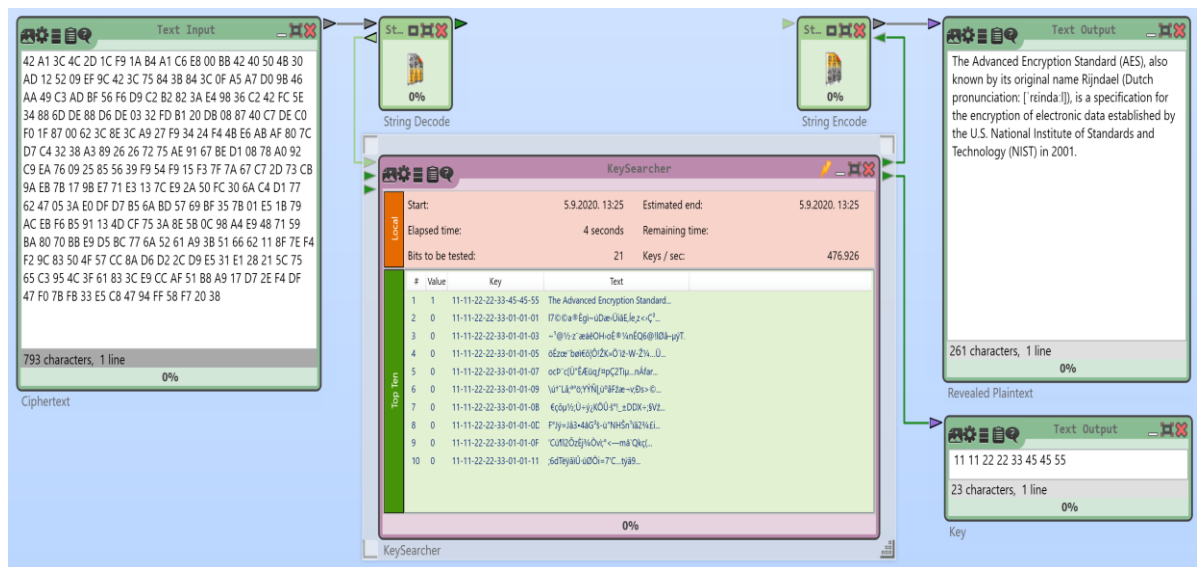 Text Input
42 A1 3C 4C 2D 1C F9 1A B4 A1 C6 E8 00 BB 42 40 50 4B 30
AD 12 52 09 EF 9C 42 3C 75 84 3B 84 3C 0F A5 A7 D0 9B 46
AA 49 C3 AD BF 56 F6 D9 C2 B2 82 3A E4 98 36 C2 42 FC 5E
34 88 6D DE 88 D6 DE 03 32 FD B1 20 DB 08 87 40 C7 DE C0
F0 1F 87 00 62 3C 8E 3C A9 27 F9 34 24 F4 4B E6 AB AF 80 7C
D7 C4 32 38 A3 89 26 26 72 75 AE 91 67 BE D1 08 78 A0 92
C9 EA 76 09 25 85 56 39 F9 54 F9 15 F3 7F 7A 67 C7 2D 73 CB
9A EB 7B 17 9B E7 71 E3 13 7C E9 2A 50 FC 30 6A C4 D1 77
62 47 05 3A E0 DF D7 B5 6A BD 57 69 BF 35 7B 01 E5 1B 79
AC EB F6 B5 91 13 4D CF 75 3A 8E 5B 0C 98 A4 E9 48 71 59
BA 80 70 BB E9 D5 BC 77 6A 52 61 A9 3B 51 66 62 11 8F 7E F4
F2 9C 83 50 4F 57 CC 8A D6 D2 2C D9 E5 31 E1 28 21 5C 75
65 C3 95 4C 3F 61 83 3C E9 CC AF 51 B8 A9 17 D7 2E F4 DF
47 F0 7B FB 33 E5 C8 47 94 FF 58 F7 20 38
793 characters, 1 line
0%
Ciphertext
St...
0%
String Decode
St...
0%
String Encode
KeySearcher
Local
Start: 5.9.2020. 13:25 Estimated end: 5.9.2020. 13:25
Elapsed time: 4 seconds Remaining time:
Bits to be tested: 21 Keys / sec: 476.926
Top Ten
# Value Key Text
1 1 11-11-22-22-33-45-45-55 The Advanced Encryption Standard...
2 0 11-11-22-22-33-01-01-01
3 0 11-11-22-22-33-01-01-03
4 0 11-11-22-22-33-01-01-05
5 0 11-11-22-22-33-01-01-07
6 0 11-11-22-22-33-01-01-09
7 0 11-11-22-22-33-01-01-0B
8 0 11-11-22-22-33-01-01-0D
9 0 11-11-22-22-33-01-01-0F
10 0 11-11-22-22-33-01-01-11
0%
KeySearcher
Text Output
The Advanced Encryption Standard (AES), also
known by its original name Rijndael (Dutch
pronunciation: [ˈrɛindaːl]), is a specification for
the encryption of electronic data established by
the U.S. National Institute of Standards and
Technology (NIST) in 2001.
261 characters, 1 line
0%
Revealed Plaintext
Text Output
11 11 22 22 33 45 45 55
23 characters, 1 line
0%
Key